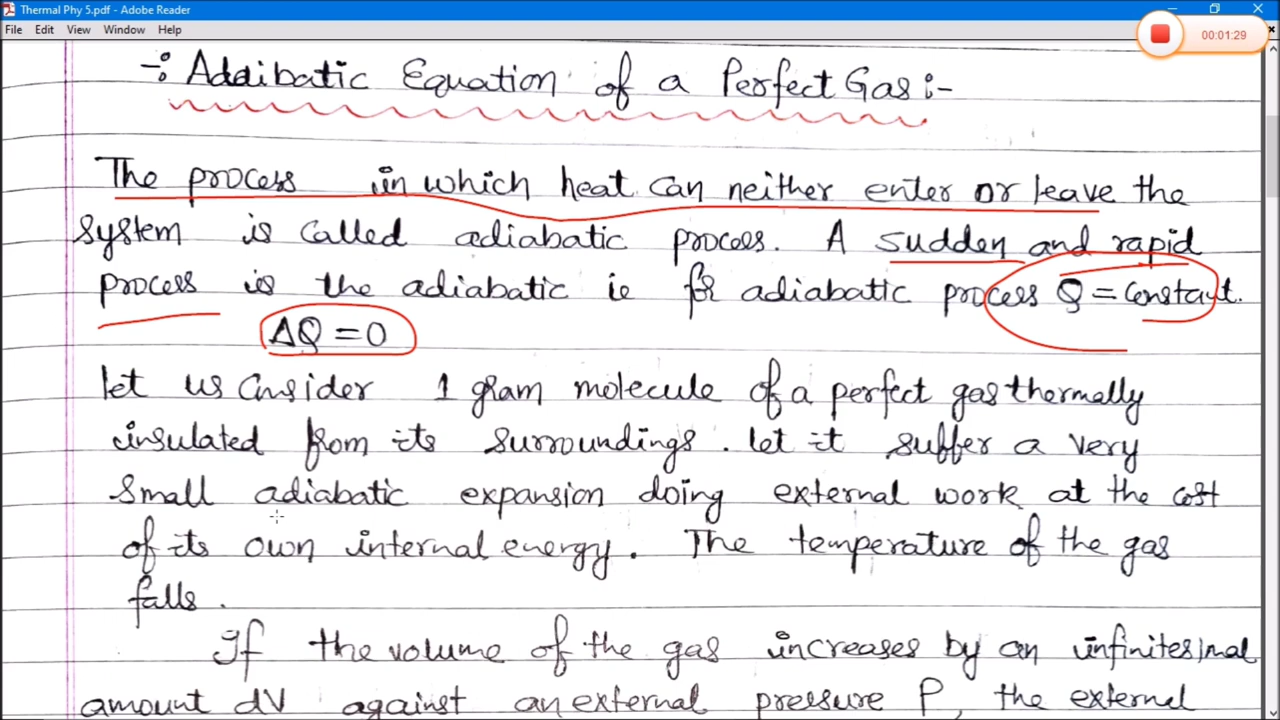 Thermal Phy 5.pdf - Adobe Reader
File Edit View Window Help
00:01:29
-: Addibatic Equation of a Perfect Gas :-
The process in which heat can neither enter or leave the
system is called adiabatic process. A sudden and rapid
process is the adiabatic ie for adiabatic process Q = constant.
ΔQ = 0
let us consider 1 gram molecule of a perfect gas thermally
insulated from its surroundings. let it suffer a very
small adiabatic expansion doing external work at the cost
of its own internal energy. The temperature of the gas
falls.
If the volume of the gas increases by an infinitesimal
amount dV against an external pressure P, the external